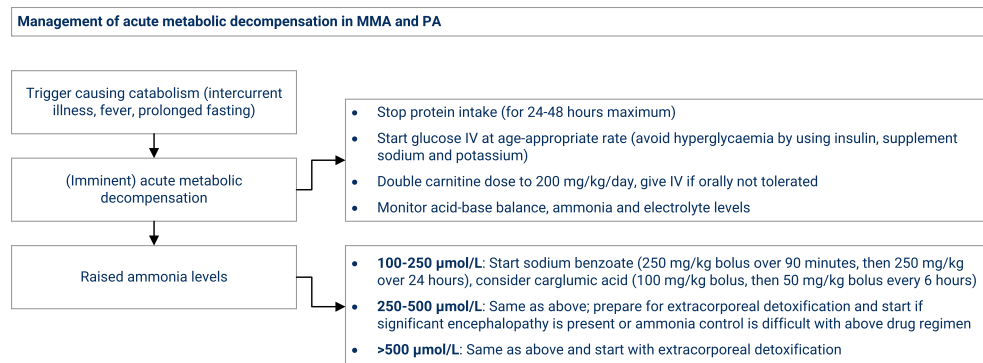 Management of acute metabolic decompensation in MMA and PA
Trigger causing catabolism (intercurrent
illness, fever, prolonged fasting)
(Imminent) acute metabolic
decompensation
• Stop protein intake (for 24-48 hours maximum)
• Start glucose IV at age-appropriate rate (avoid hyperglycaemia by using insulin, supplement
sodium and potassium)
• Double carnitine dose to 200 mg/kg/day, give IV if orally not tolerated
• Monitor acid-base balance, ammonia and electrolyte levels
Raised ammonia levels
• 100-250 µmol/L: Start sodium benzoate (250 mg/kg bolus over 90 minutes, then 250 mg/kg
over 24 hours), consider carglumic acid (100 mg/kg bolus, then 50 mg/kg bolus every 6 hours)
• 250-500 µmol/L: Same as above; prepare for extracorporeal detoxification and start if
significant encephalopathy is present or ammonia control is difficult with above drug regimen
• >500 µmol/L: Same as above and start with extracorporeal detoxification